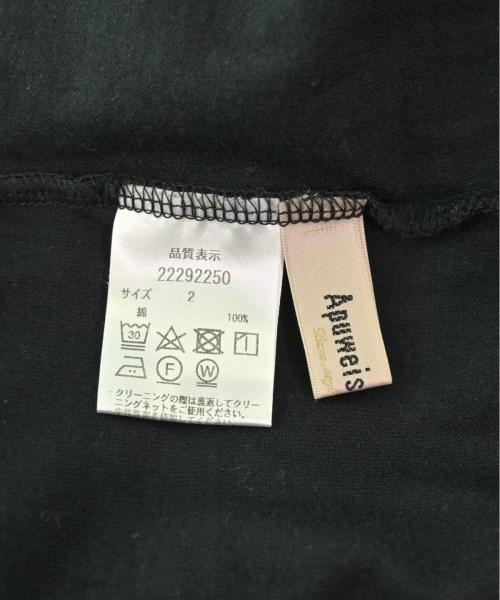 品質表示
22292250
サイズ 2
綿 100%
30
F W
・クリーニングの際は裏返してクリー
ニングネットをご使用ください。
Apuweis